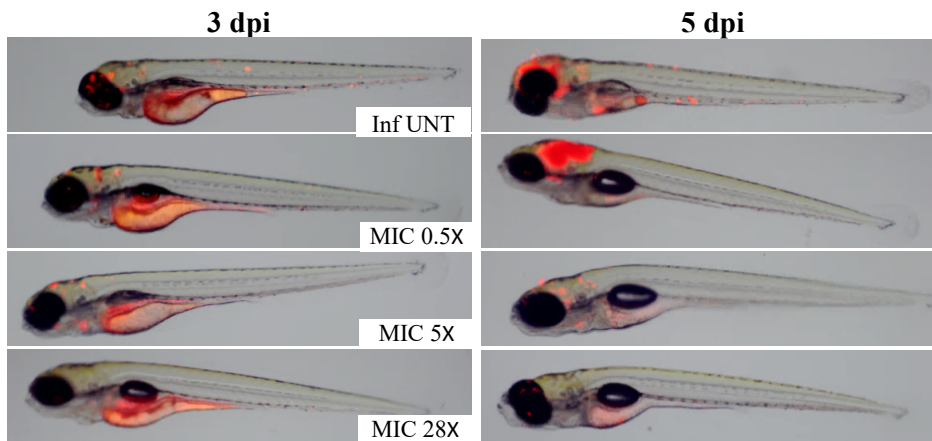 3 dpi
5 dpi
Inf UNT
MIC 0.5X
MIC 5X
MIC 28X